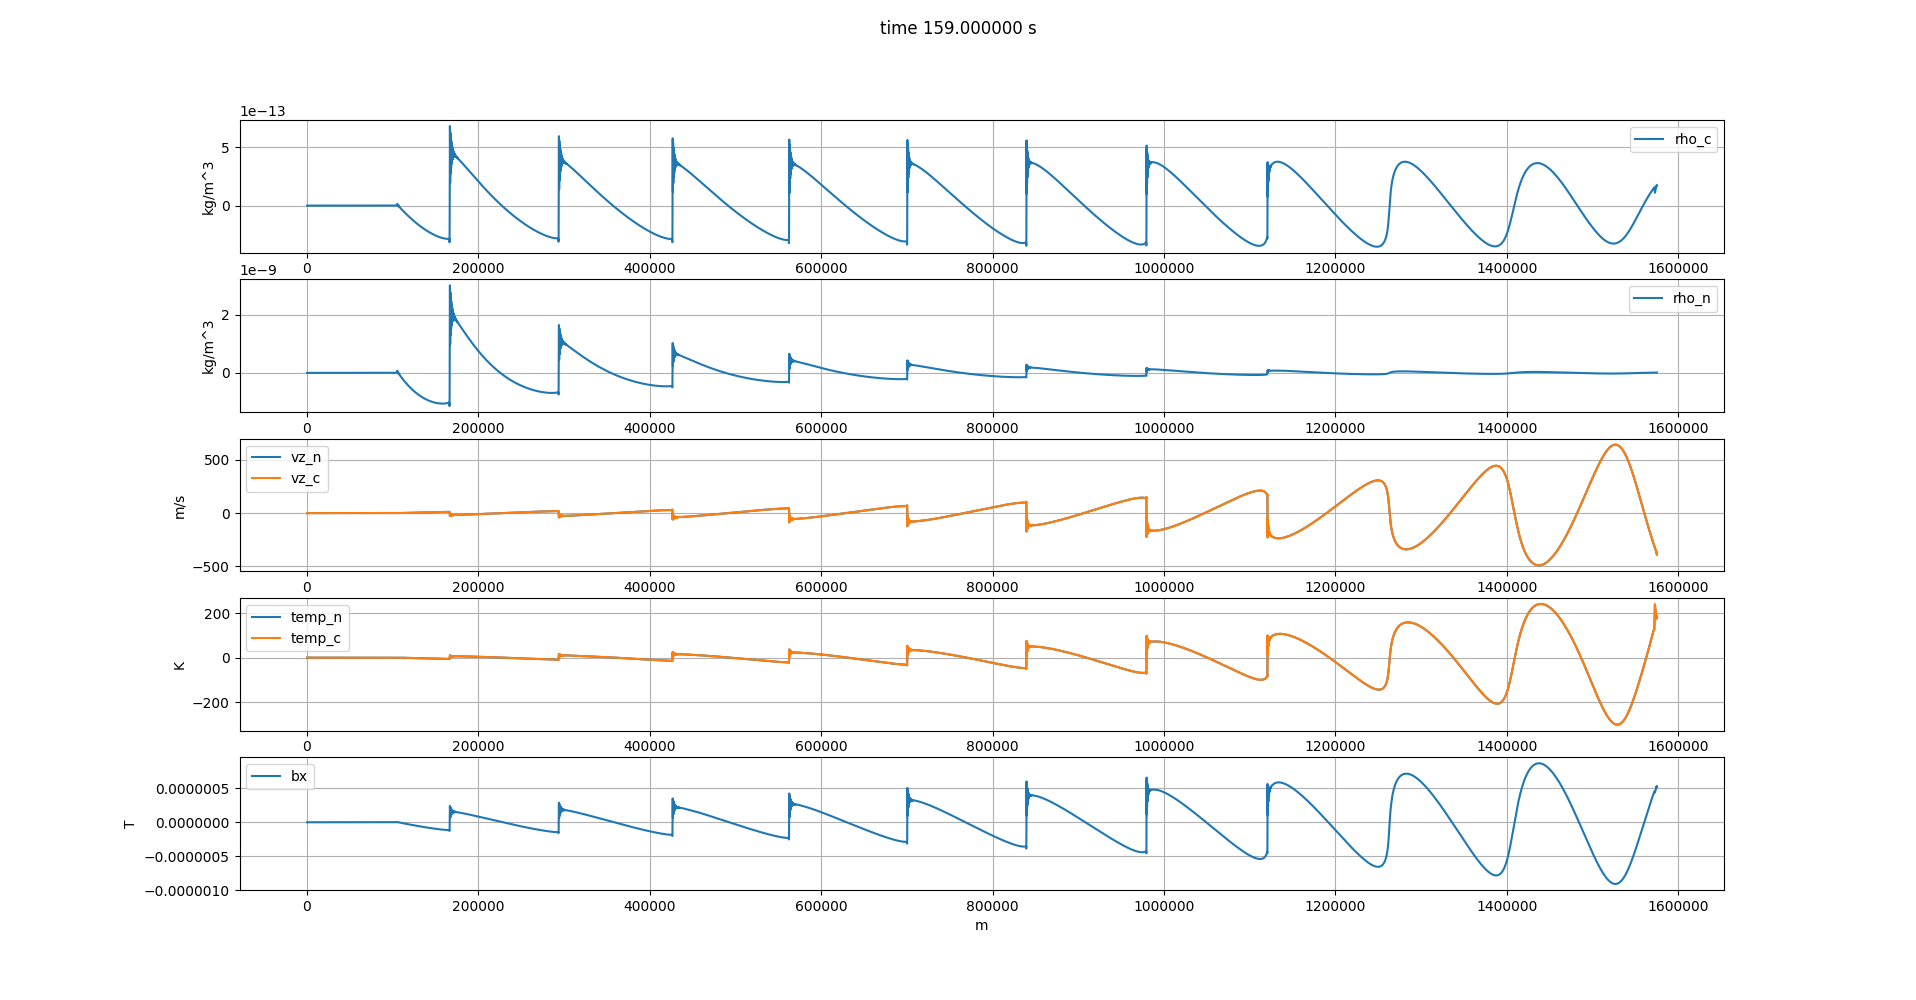 time 159.000000 s
1e−13
5
0
kg/m^3
rho_c
0 200000 400000 600000 800000 1000000 1200000 1400000 1600000
1e−9
2
0
kg/m^3
rho_n
0 200000 400000 600000 800000 1000000 1200000 1400000 1600000
500
0
−500
m/s
vz_n
vz_c
0 200000 400000 600000 800000 1000000 1200000 1400000 1600000
200
0
−200
K
temp_n
temp_c
0 200000 400000 600000 800000 1000000 1200000 1400000 1600000
0.0000005
0.0000000
−0.0000005
−0.0000010
T
bx
0 200000 400000 600000 800000 1000000 1200000 1400000 1600000
m